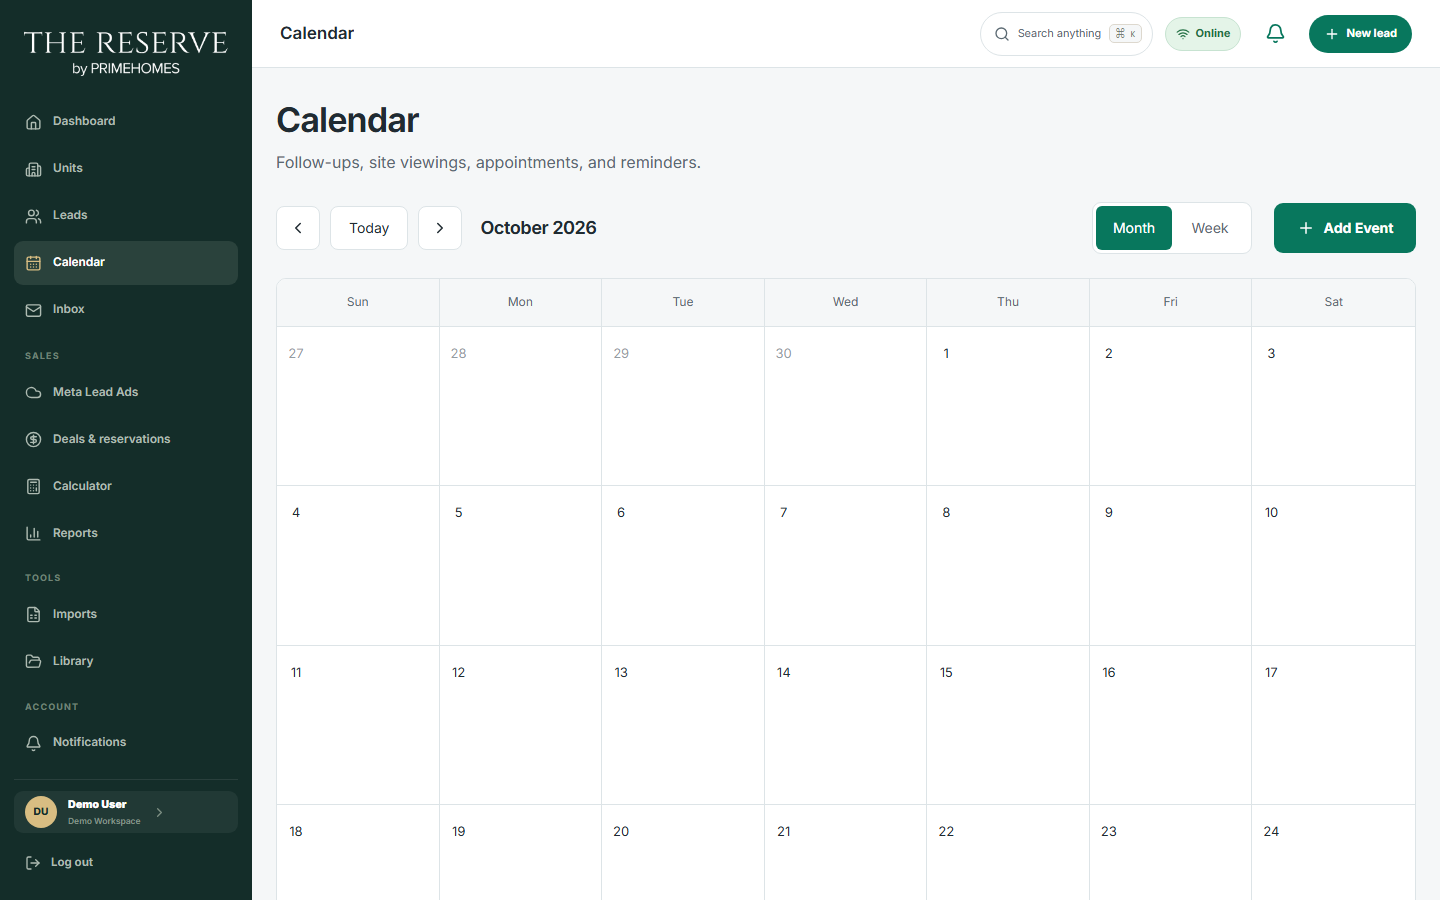 THE RESERVE
by PRIMEHOMES
Dashboard
Units
Leads
Calendar
Inbox
SALES
Meta Lead Ads
Deals & reservations
Calculator
Reports
TOOLS
Imports
Library
ACCOUNT
Notifications
DU
Demo User
Demo Workspace
Log out
Calendar
Search anything ⌘ K
Online
New lead
Calendar
Follow-ups, site viewings, appointments, and reminders.
Today
October 2026
Month Week
Add Event
Sun Mon Tue Wed Thu Fri Sat
27 28 29 30 1 2 3
4 5 6 7 8 9 10
11 12 13 14 15 16 17
18 19 20 21 22 23 24